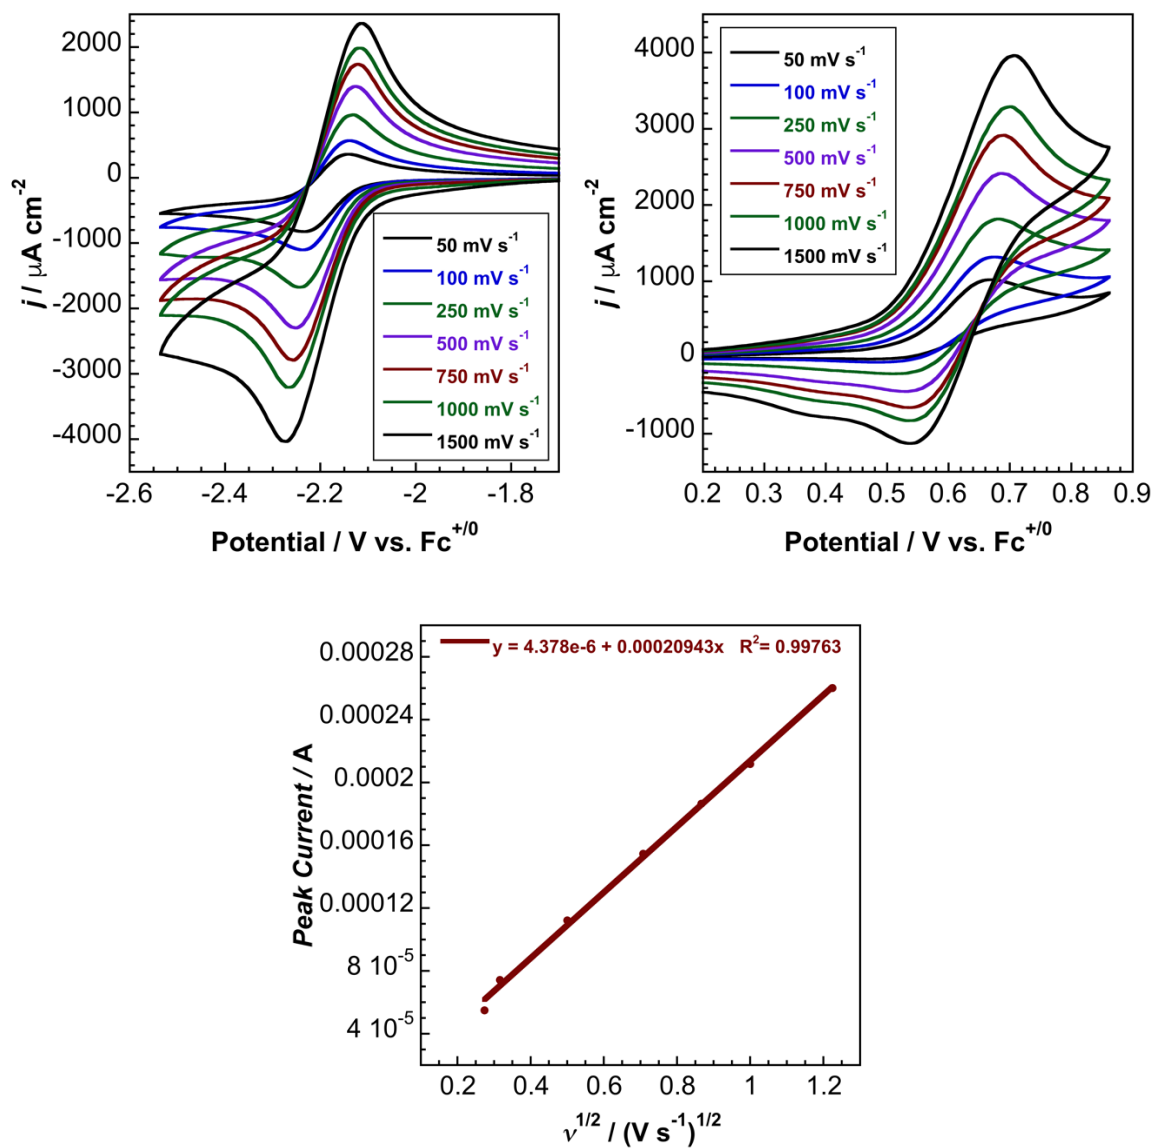 2000
1000
0
-1000
-2000
-3000
-4000
j / μA cm⁻²
50 mV s⁻¹
100 mV s⁻¹
250 mV s⁻¹
500 mV s⁻¹
750 mV s⁻¹
1000 mV s⁻¹
1500 mV s⁻¹
-2.6 -2.4 -2.2 -2 -1.8
Potential / V vs. Fc⁺/⁰
4000
3000
2000
1000
0
-1000
j / μA cm⁻²
50 mV s⁻¹
100 mV s⁻¹
250 mV s⁻¹
500 mV s⁻¹
750 mV s⁻¹
1000 mV s⁻¹
1500 mV s⁻¹
0.2 0.3 0.4 0.5 0.6 0.7 0.8 0.9
Potential / V vs. Fc⁺/⁰
y = 4.378e-6 + 0.00020943x R²= 0.99763
0.00028
0.00024
0.0002
0.00016
0.00012
8 10⁻⁵
4 10⁻⁵
Peak Current / A
0.2 0.4 0.6 0.8 1 1.2
ν¹/² / (V s⁻¹)¹/²